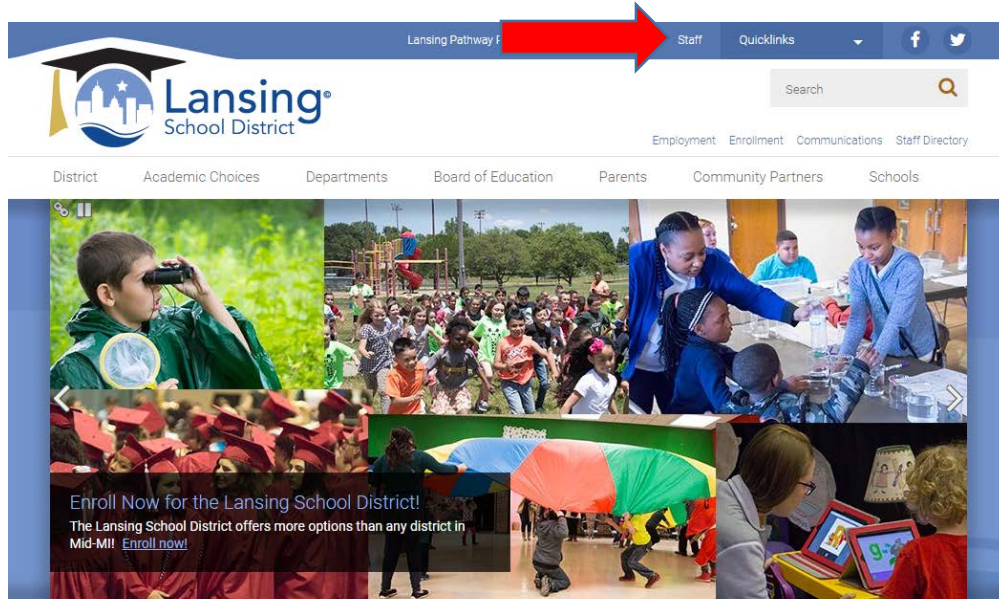 Lansing Pathway
Staff
Quicklinks
Lansing©
School District
Search
Employment Enrollment Communications Staff Directory
District Academic Choices Departments Board of Education Parents Community Partners Schools
Enroll Now for the Lansing School District!
The Lansing School District offers more options than any district in
Mid-MI! Enroll now!